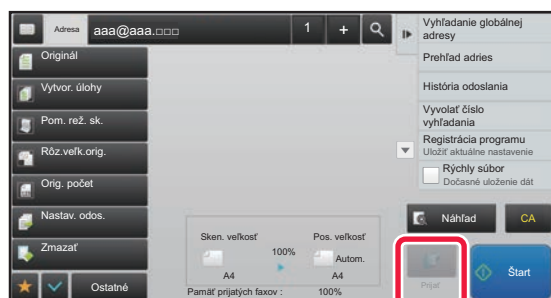 Adresa
aaa@aaa.□□□
1
+
Originál
Vytvor. úlohy
Pom. rež. sk.
Rôz.veľk.orig.
Orig. počet
Nastav. odos.
Zmazať
Ostatné
Sken. veľkosť
Pos. veľkosť
100%
Autom.
A4
A4
Pamäť prijatých faxov :
100%
Vyhľadanie globálnej
adresy
Prehľad adries
História odoslania
Vyvolať číslo
vyhľadania
Registrácia programu
Uložiť aktuálne nastavenie
Rýchly súbor
Dočasné uloženie dát
Náhľad
CA
Prijať
Štart